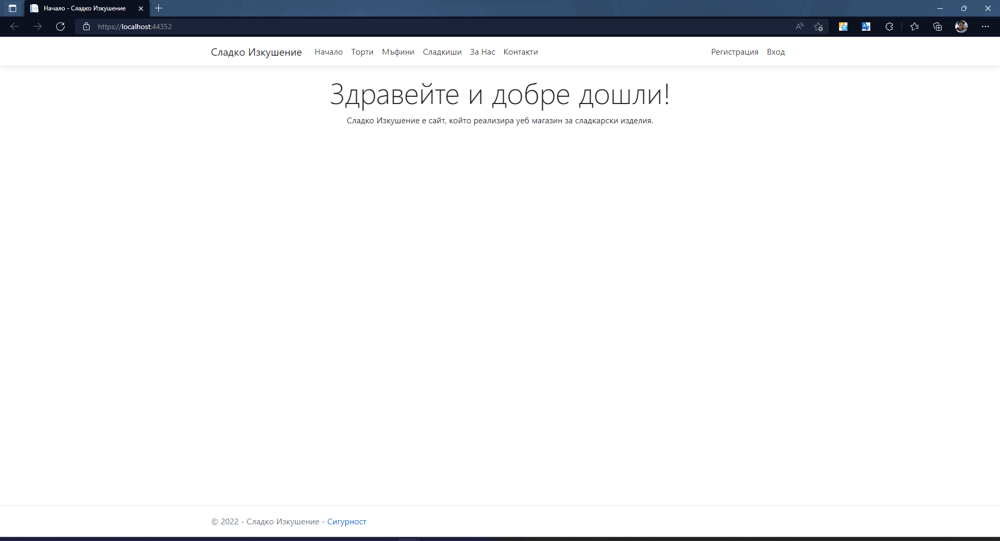 Начало - Сладко Изкушение
https://localhost:44352
Сладко Изкушение Начало Торти Мъфини Сладкиши За Нас Контакти Регистрация Вход
Здравейте и добре дошли!
Сладко Изкушение е сайт, който реализира уеб магазин за сладкарски изделия.
© 2022 - Сладко Изкушение - Сигурност